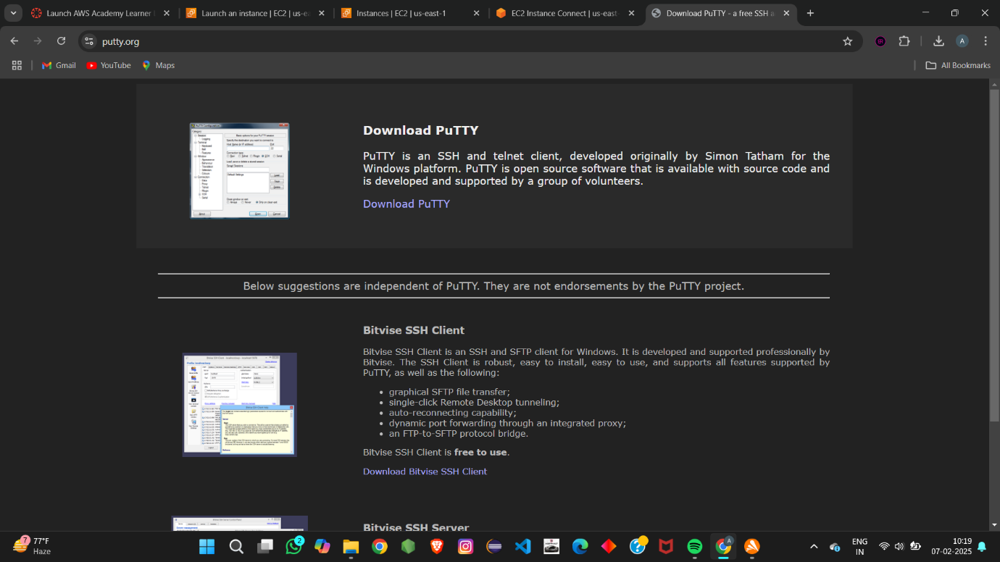 Launch AWS Academy Learner
Launch an instance | EC2 | us-ea
Instances | EC2 | us-east-1
EC2 Instance Connect | us-east
Download PuTTY - a free SSH a
putty.org
A
Gmail
YouTube
Maps
All Bookmarks
Download PuTTY
PuTTY is an SSH and telnet client, developed originally by Simon Tatham for the
Windows platform. PuTTY is open source software that is available with source code and
is developed and supported by a group of volunteers.
Download PuTTY
Below suggestions are independent of PuTTY. They are not endorsements by the PuTTY project.
Bitvise SSH Client
Bitvise SSH Client is an SSH and SFTP client for Windows. It is developed and supported professionally by
Bitvise. The SSH Client is robust, easy to install, easy to use, and supports all features supported by
PuTTY, as well as the following:
• graphical SFTP file transfer;
• single-click Remote Desktop tunneling;
• auto-reconnecting capability;
• dynamic port forwarding through an integrated proxy;
• an FTP-to-SFTP protocol bridge.
Bitvise SSH Client is free to use.
Download Bitvise SSH Client
Bitvise SSH Server
7
77°F
Haze
2
A
ENG
IN
10:19
07-02-2025